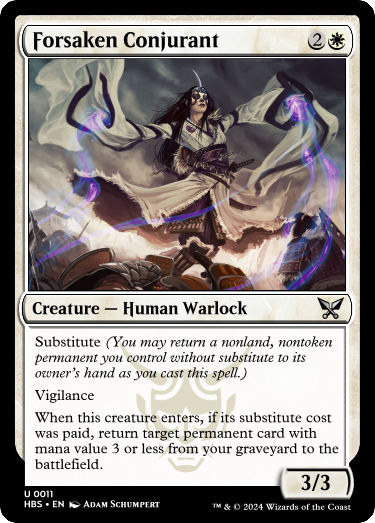 Forsaken Conjurant 2
Creature — Human Warlock
Substitute (You may return a nonland, nontoken
permanent you control without substitute to its
owner's hand as you cast this spell.)
Vigilance
When this creature enters, if its substitute cost
was paid, return target permanent card with
mana value 3 or less from your graveyard to the
battlefield.
3/3
U 0011
HBS • EN Adam Schumpert
™ & © 2024 Wizards of the Coast